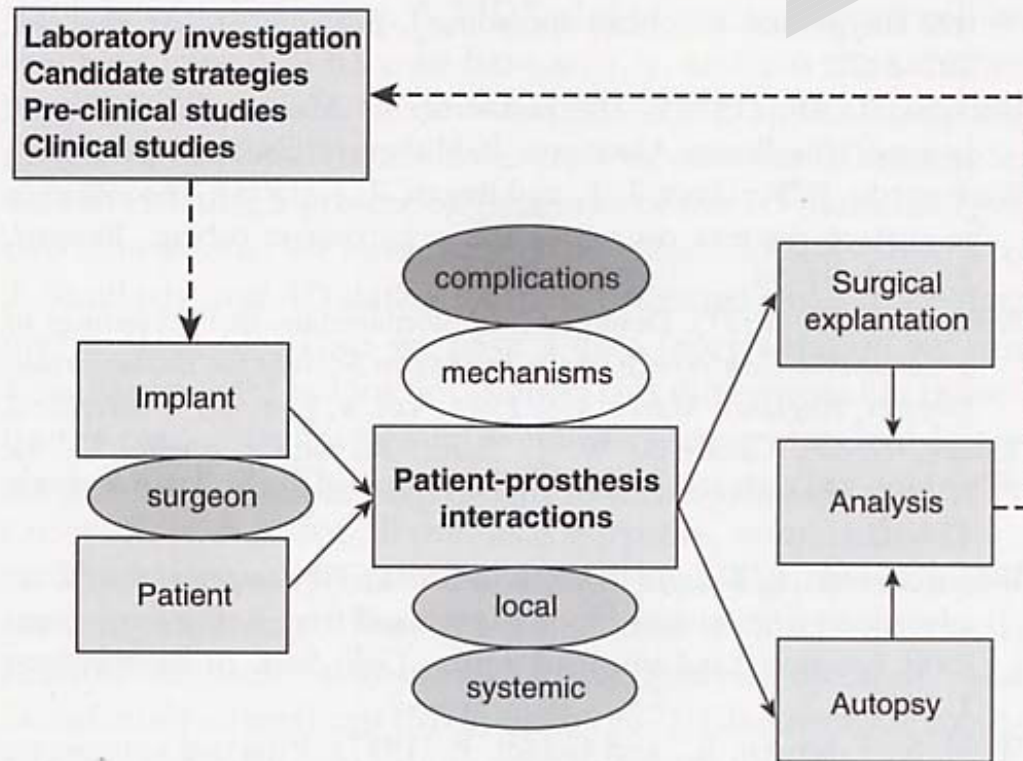 Laboratory investigation
Candidate strategies
Pre-clinical studies
Clinical studies
complications
mechanisms
Implant
surgeon
Patient
Patient-prosthesis
interactions
local
systemic
Surgical
explantation
Analysis
Autopsy